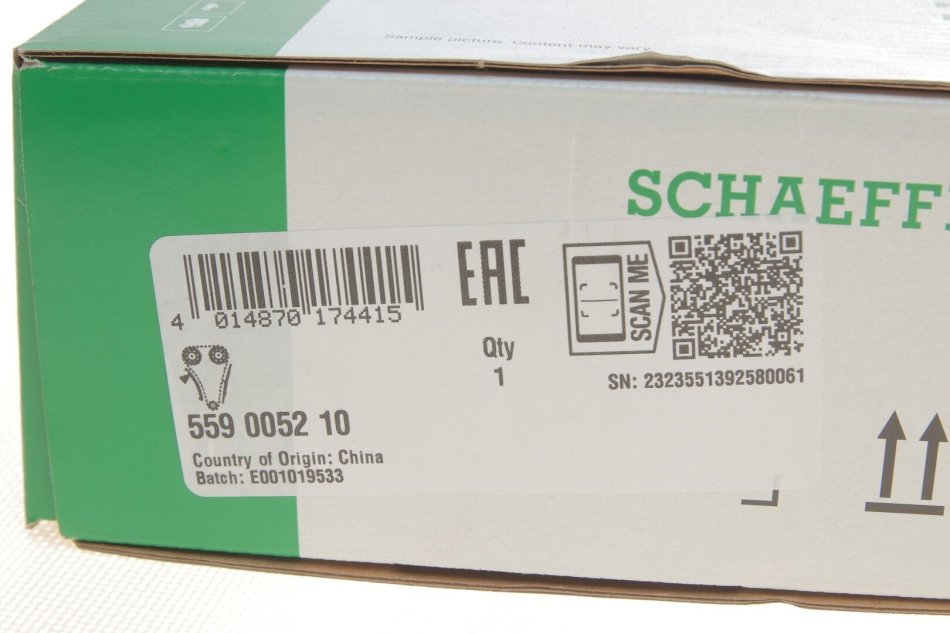 Sample picture. Content may vary
SCHAEFF
4 014870 174415
EAC
Qty
1
SCAN ME
SN: 2323551392580061
559 0052 10
Country of Origin: China
Batch: E001019533